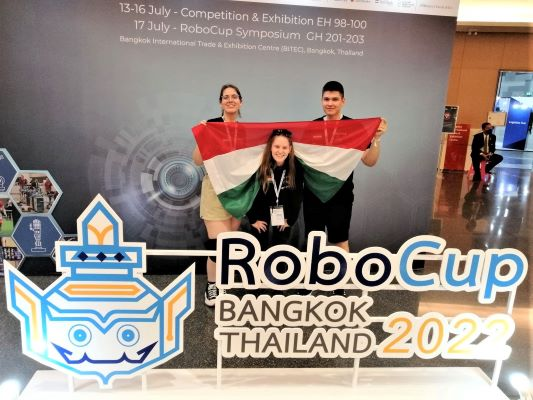 13-16 July - Competition & Exhibition EH 98-100
17 July - RoboCup Symposium GH 201-203
Bangkok International Trade & Exhibition Centre (BITEC), Bangkok, Thailand
RoboCup
BANGKOK
THAILAND 2022